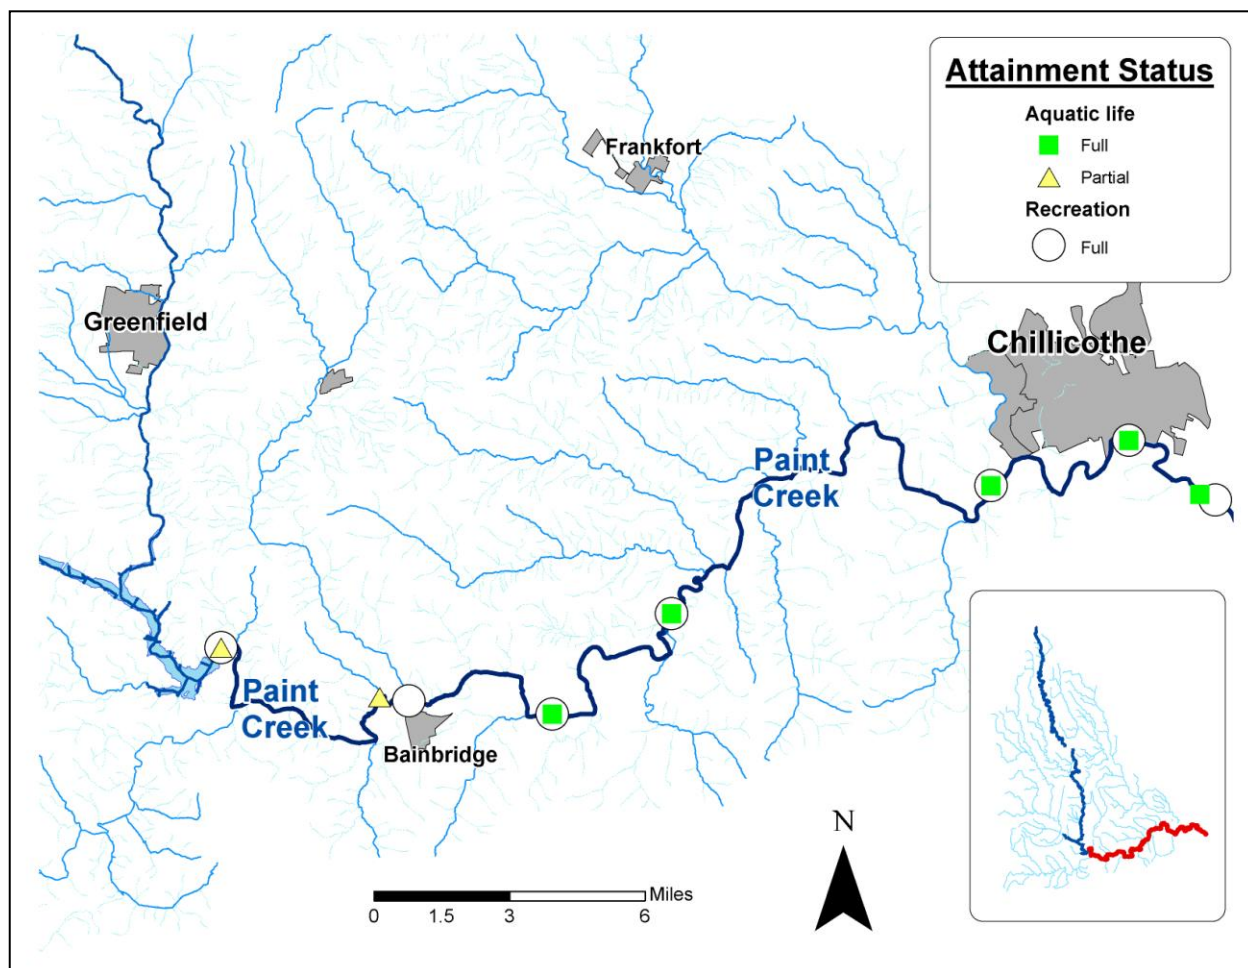 Attainment Status
Aquatic life
Full
Partial
Recreation
Full
Frankfort
Greenfield
Chillicothe
Paint
Creek
Paint
Creek
Bainbridge
N
Miles
0 1.5 3 6